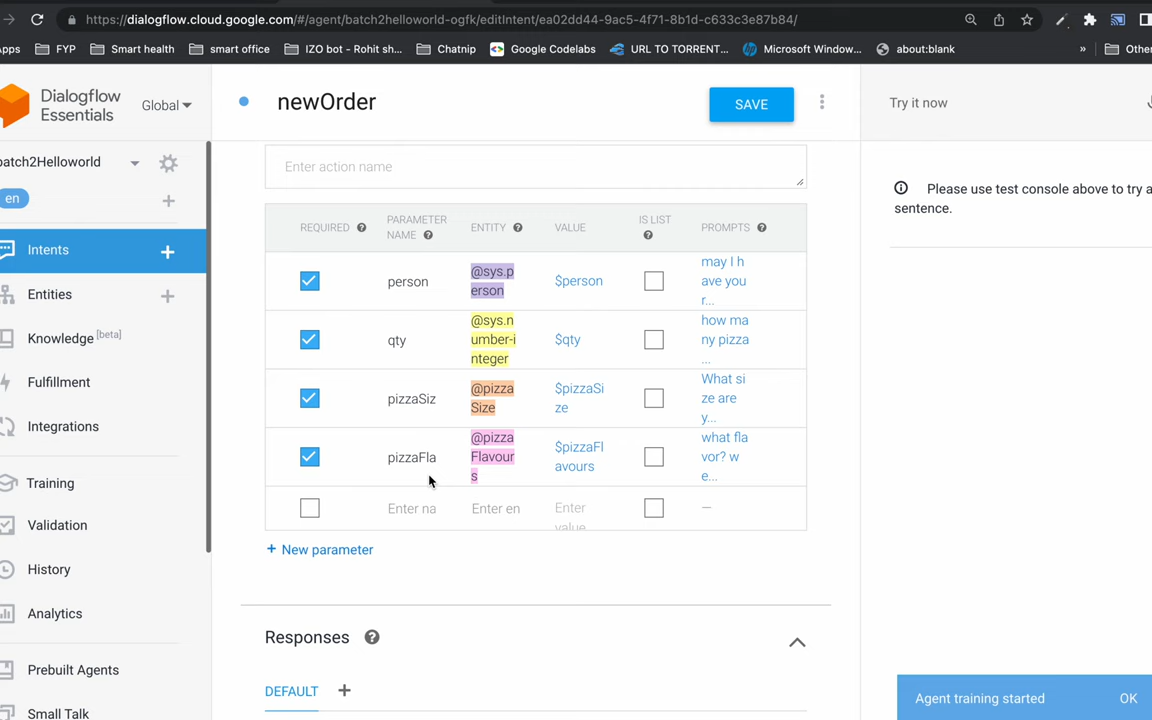 https://dialogflow.cloud.google.com/#/agent/batch2helloworld-ogfk/editIntent/ea02dd44-9ac5-4f71-8b1d-c633c3e87b84/
Apps FYP Smart health smart office IZO bot - Rohit sh... Chatnip Google Codelabs URL TO TORRENT... Microsoft Window... about:blank » Other
Dialogflow
Essentials
Global
newOrder
SAVE
Try it now
batch2Helloworld
en
Intents
Entities
Knowledge [beta]
Fulfillment
Integrations
Training
Validation
History
Analytics
Prebuilt Agents
Small Talk
Enter action name
REQUIRED
PARAMETER
NAME
ENTITY
VALUE
IS LIST
PROMPTS
person
@sys.p
erson
$person
may I h
ave you
r...
qty
@sys.n
umber-i
nteger
$qty
how ma
ny pizza
...
pizzaSiz
@pizza
Size
$pizzaSi
ze
What si
ze are
y...
pizzaFla
@pizza
Flavour
s
$pizzaFl
avours
what fla
vor? w
e...
Enter na
Enter en
Enter
value
—
+ New parameter
Responses
DEFAULT
Please use test console above to try a
sentence.
Agent training started
OK